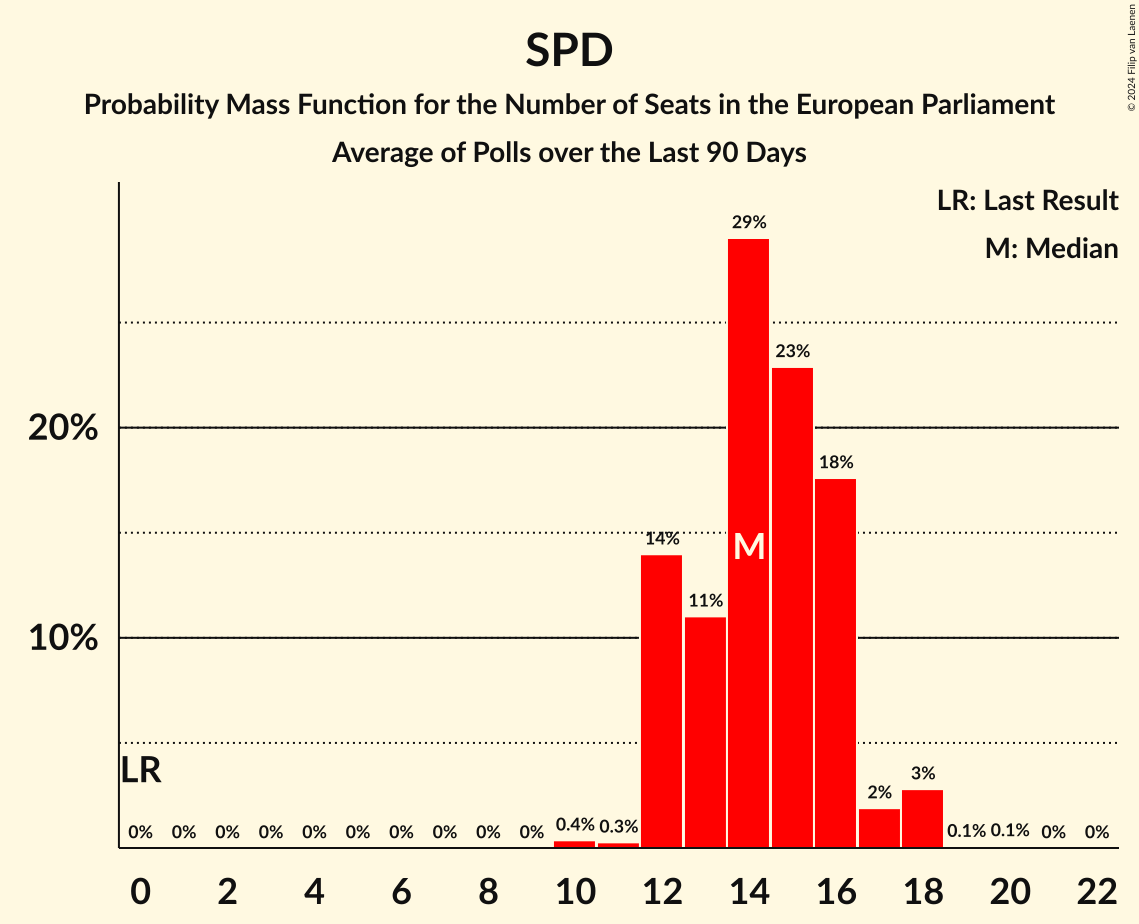 SPD
Probability Mass Function for the Number of Seats in the European Parliament
Average of Polls over the Last 90 Days
© 2024 Filip van Laenen
LR: Last Result
M: Median
29%
23%
20%
18%
14%
M
11%
10%
LR
3%
2%
0% 0% 0% 0% 0% 0% 0% 0% 0% 0% 0.4% 0.3% 0.1% 0.1% 0% 0%
0 2 4 6 8 10 12 14 16 18 20 22